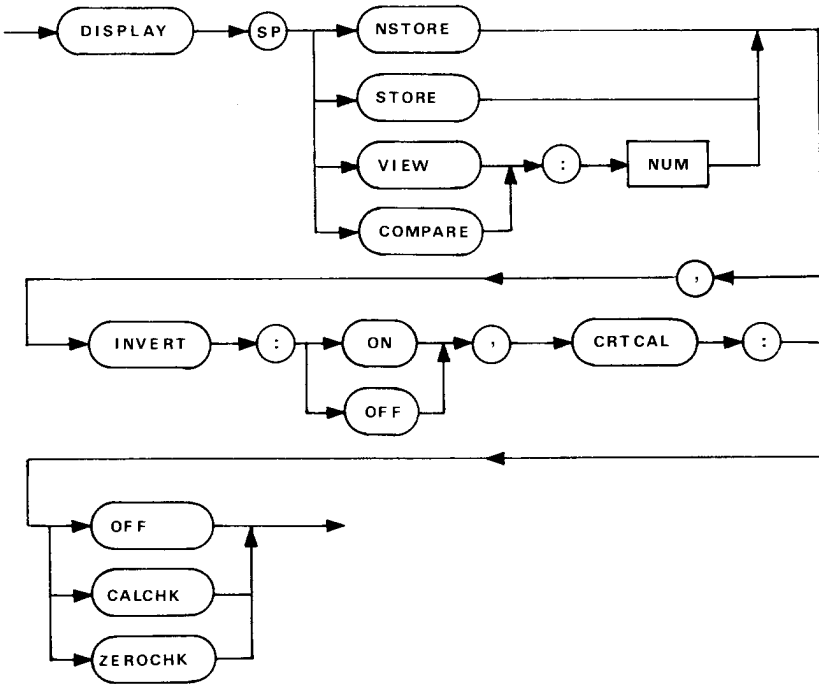 DISPLAY SP NSTORE
STORE
VIEW : NUM
COMPARE
,
INVERT : ON , CRTCAL :
OFF
OFF
CALCHK
ZEROCHK